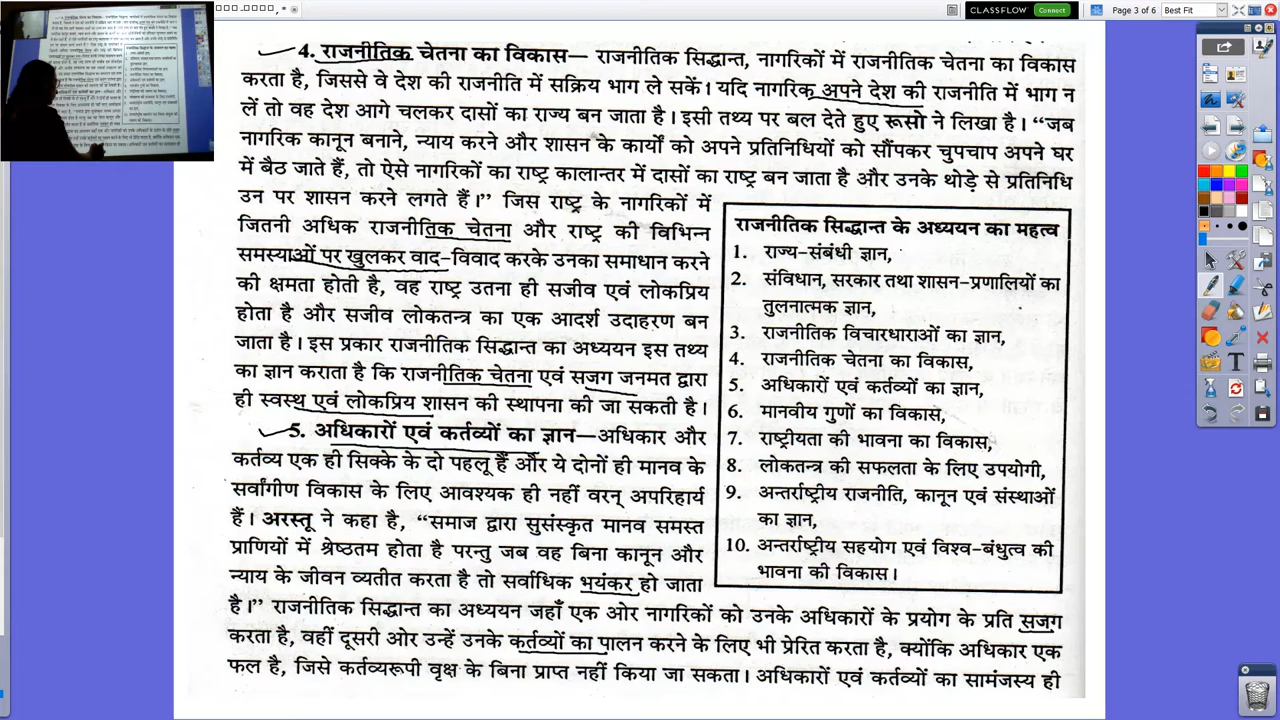 CLASSFLOW Connect
Page 3 of 6
Best Fit
4. राजनीतिक चेतना का विकास– राजनीतिक सिद्धान्त, नागरिकों में राजनीतिक चेतना का विकास
करता है, जिससे वे देश की राजनीति में सक्रिय भाग ले सकें। यदि नागरिक अपने देश की राजनीति में भाग न
लें तो वह देश आगे चलकर दासों का राज्य बन जाता है। इसी तथ्य पर बल देते हुए रूसो ने लिखा है। “जब
नागरिक कानून बनाने, न्याय करने और शासन के कार्यों को अपने प्रतिनिधियों को सौंपकर चुपचाप अपने घर
में बैठ जाते हैं, तो ऐसे नागरिकों का राष्ट्र कालान्तर में दासों का राष्ट्र बन जाता है और उनके थोड़े से प्रतिनिधि
उन पर शासन करने लगते हैं।” जिस राष्ट्र के नागरिकों में
जितनी अधिक राजनीतिक चेतना और राष्ट्र की विभिन्न
समस्याओं पर खुलकर वाद–विवाद करके उनका समाधान करने
की क्षमता होती है, वह राष्ट्र उतना ही सजीव एवं लोकप्रिय
होता है और सजीव लोकतन्त्र का एक आदर्श उदाहरण बन
जाता है। इस प्रकार राजनीतिक सिद्धान्त का अध्ययन इस तथ्य
का ज्ञान कराता है कि राजनीतिक चेतना एवं सजग जनमत द्वारा
ही स्वस्थ एवं लोकप्रिय शासन की स्थापना की जा सकती है।
5. अधिकारों एवं कर्तव्यों का ज्ञान—अधिकार और
कर्तव्य एक ही सिक्के के दो पहलू हैं और ये दोनों ही मानव के
सर्वांगीण विकास के लिए आवश्यक ही नहीं वरन् अपरिहार्य
हैं। अरस्तू ने कहा है, “समाज द्वारा सुसंस्कृत मानव समस्त
प्राणियों में श्रेष्ठतम होता है परन्तु जब वह बिना कानून और
न्याय के जीवन व्यतीत करता है तो सर्वाधिक भयंकर हो जाता
है।” राजनीतिक सिद्धान्त का अध्ययन जहाँ एक ओर नागरिकों को उनके अधिकारों के प्रयोग के प्रति सजग
करता है, वहीं दूसरी ओर उन्हें उनके कर्तव्यों का पालन करने के लिए भी प्रेरित करता है, क्योंकि अधिकार एक
फल है, जिसे कर्तव्यरूपी वृक्ष के बिना प्राप्त नहीं किया जा सकता। अधिकारों एवं कर्तव्यों का सामंजस्य ही
राजनीतिक सिद्धान्त के अध्ययन का महत्व
1. राज्य–संबंधी ज्ञान,
2. संविधान, सरकार तथा शासन–प्रणालियों का
तुलनात्मक ज्ञान,
3. राजनीतिक विचारधाराओं का ज्ञान,
4. राजनीतिक चेतना का विकास,
5. अधिकारों एवं कर्तव्यों का ज्ञान,
6. मानवीय गुणों का विकास,
7. राष्ट्रीयता की भावना का विकास,
8. लोकतन्त्र की सफलता के लिए उपयोगी,
9. अन्तर्राष्ट्रीय राजनीति, कानून एवं संस्थाओं
का ज्ञान,
10. अन्तर्राष्ट्रीय सहयोग एवं विश्व–बंधुत्व की
भावना की विकास।